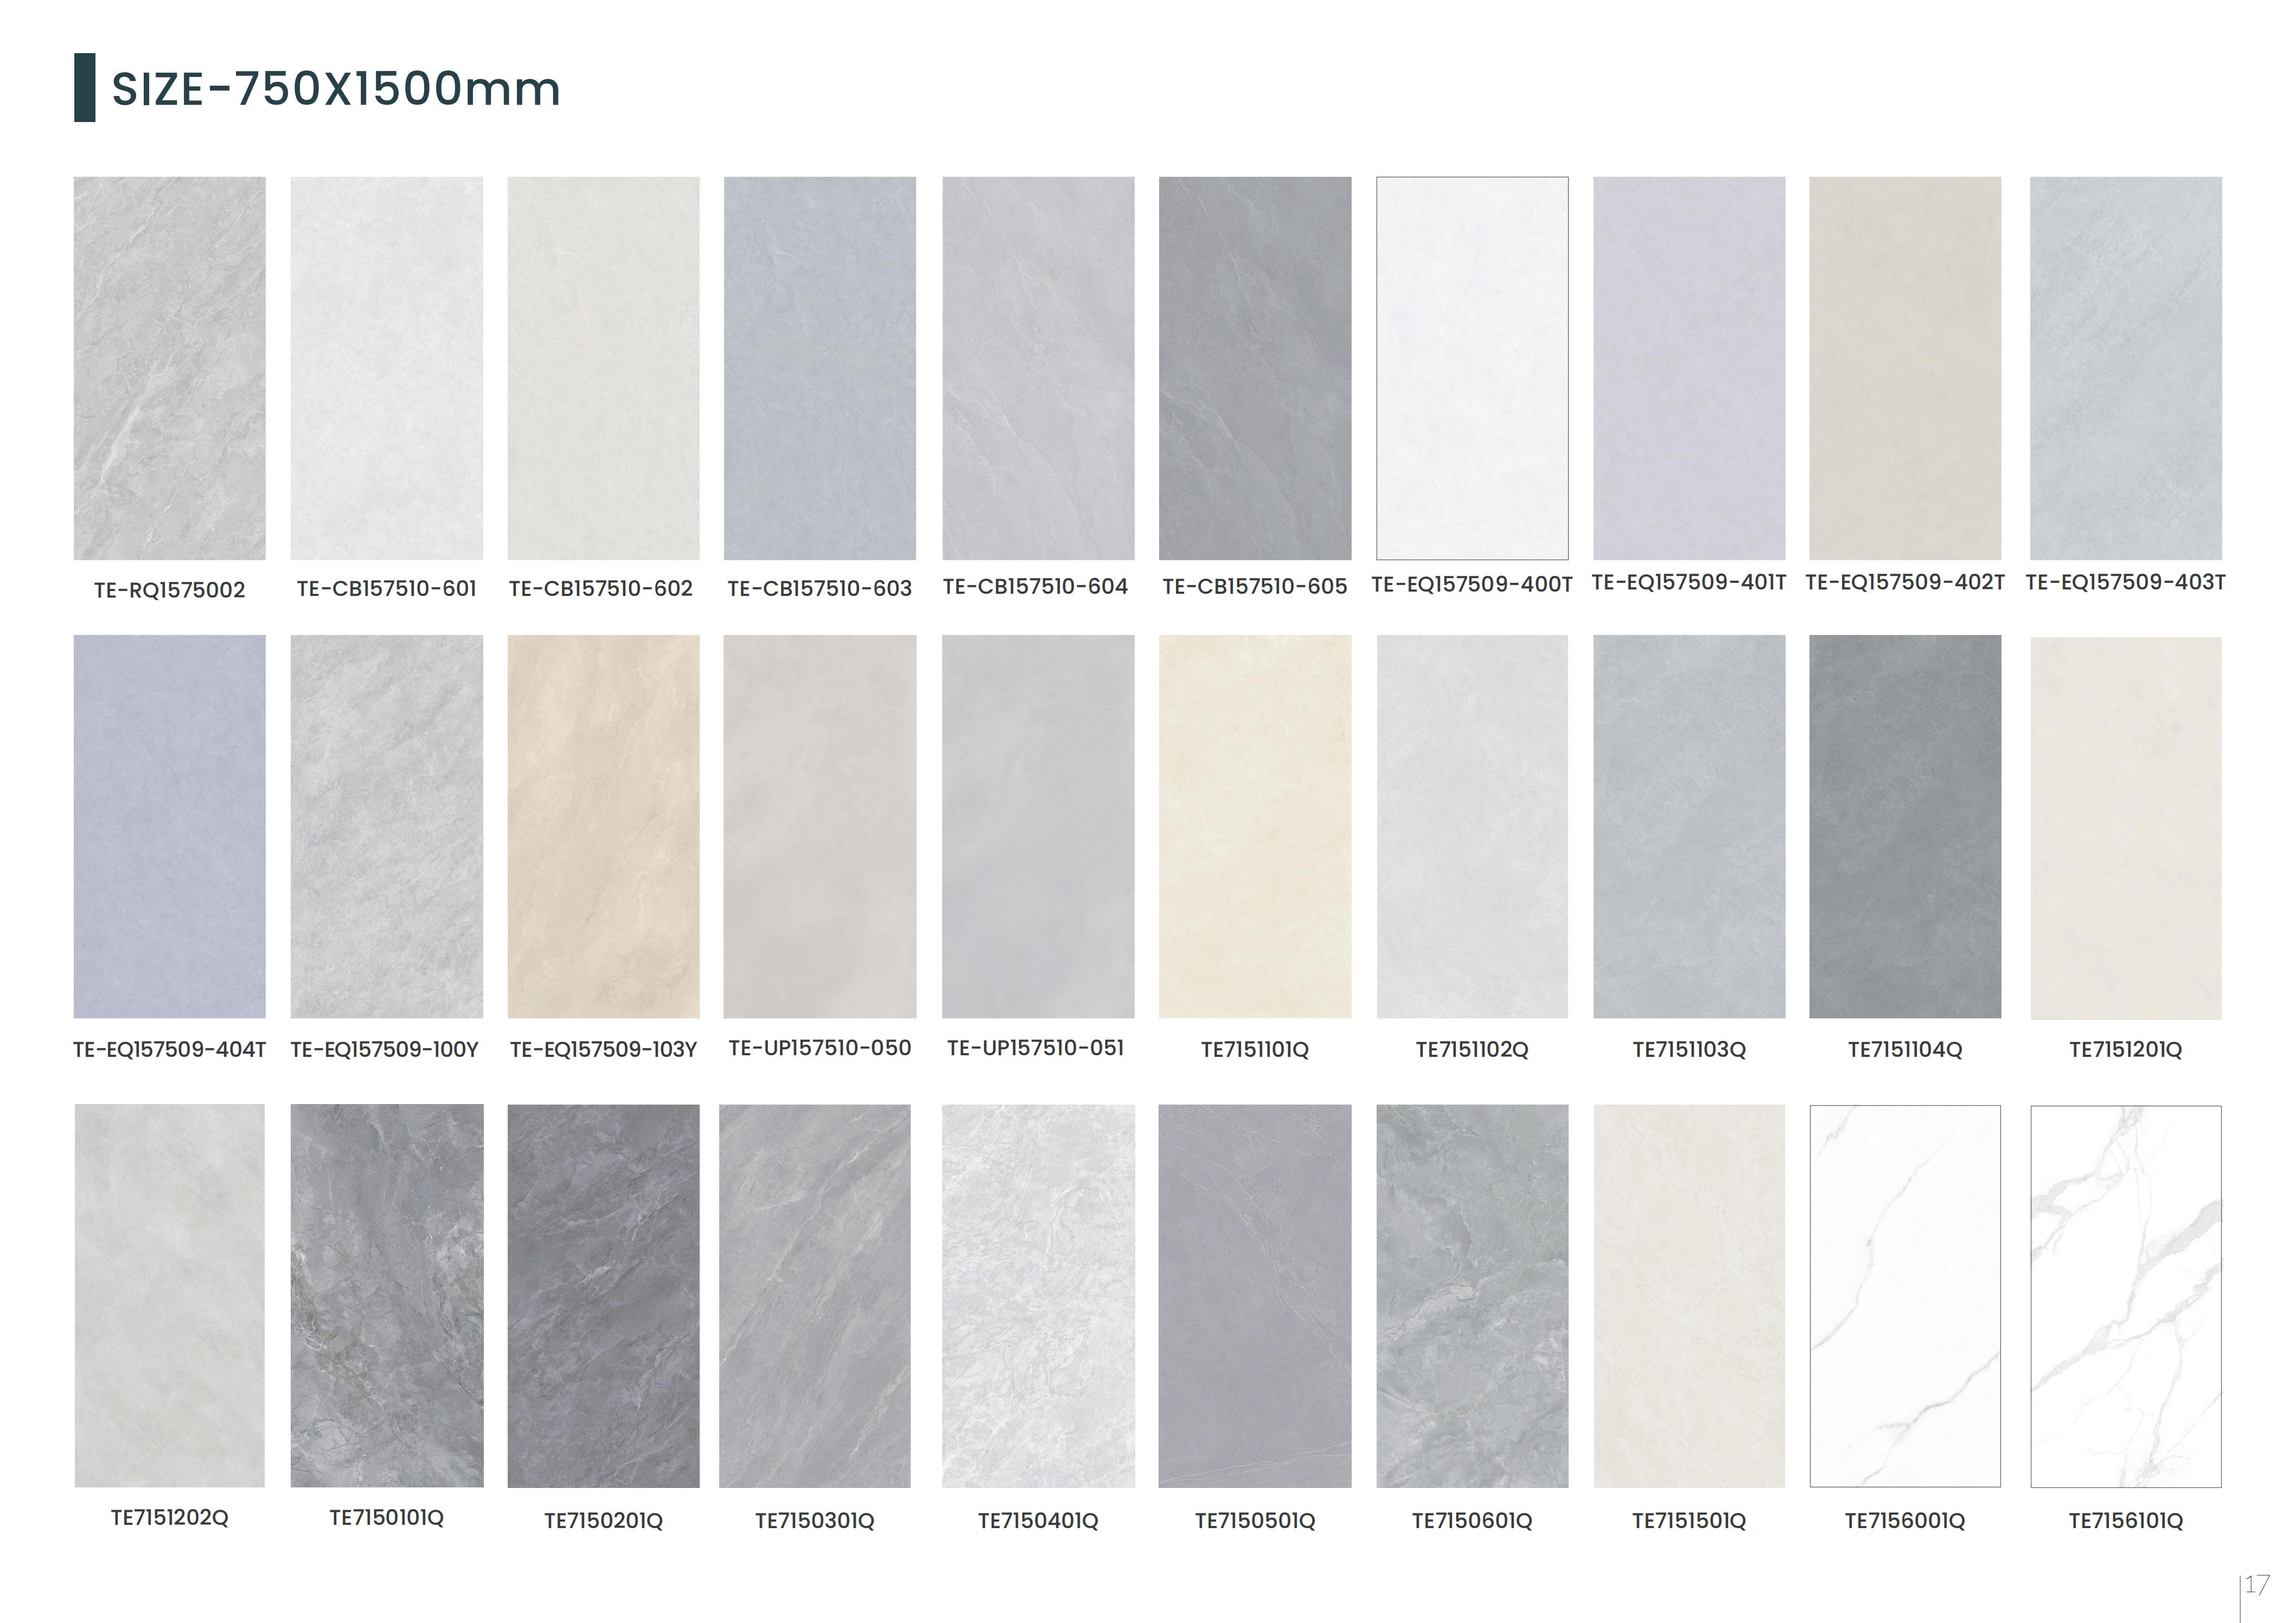 SIZE-750X1500mm
TE-RQ1575002
TE-CB157510-601
TE-CB157510-602
TE-CB157510-603
TE-CB157510-604
TE-CB157510-605
TE-EQ157509-400T
TE-EQ157509-401T
TE-EQ157509-402T
TE-EQ157509-403T
TE-EQ157509-404T
TE-EQ157509-100Y
TE-EQ157509-103Y
TE-UP157510-050
TE-UP157510-051
TE7151101Q
TE7151102Q
TE7151103Q
TE7151104Q
TE7151201Q
TE7151202Q
TE7150101Q
TE7150201Q
TE7150301Q
TE7150401Q
TE7150501Q
TE7150601Q
TE7151501Q
TE7156001Q
TE7156101Q
17